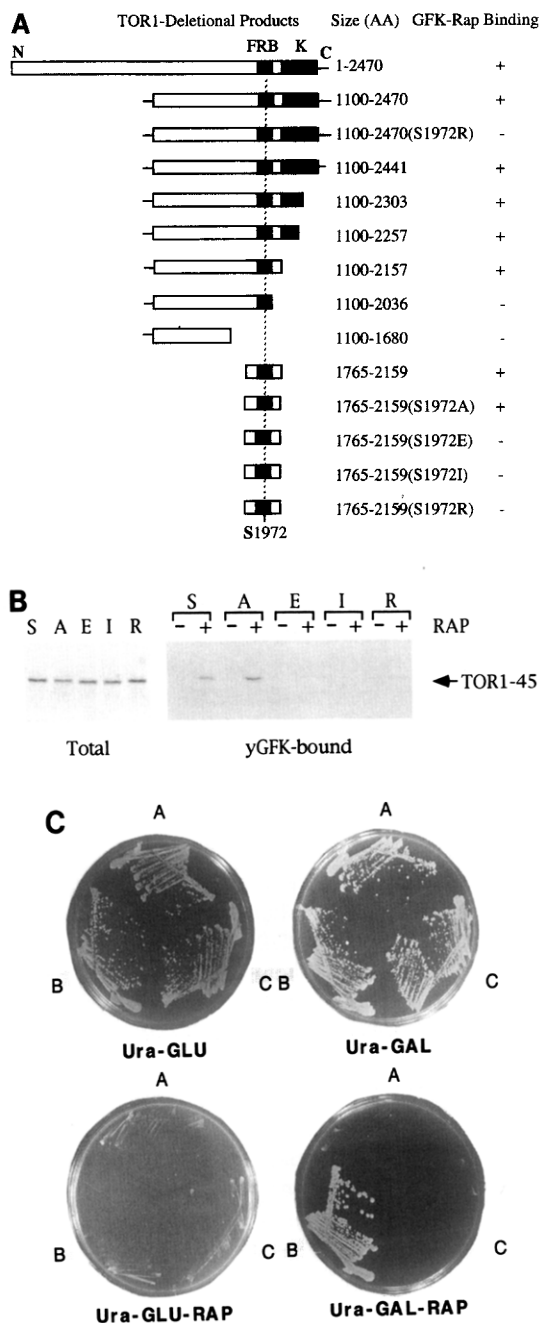 A
TOR1-Deletional Products Size (AA) GFK-Rap Binding
N FRB K C
1-2470 +
1100-2470 +
1100-2470(S1972R) -
1100-2441 +
1100-2303 +
1100-2257 +
1100-2157 +
1100-2036 -
1100-1680 -
1765-2159 +
1765-2159(S1972A) +
1765-2159(S1972E) -
1765-2159(S1972I) -
1765-2159(S1972R) -
S1972
B
S A E I R
S A E I R
- + - + - + - + - + RAP
TOR1-45
Total yGFK-bound
C
A A
B C B C
Ura-GLU Ura-GAL
A A
B C B C
Ura-GLU-RAP Ura-GAL-RAP